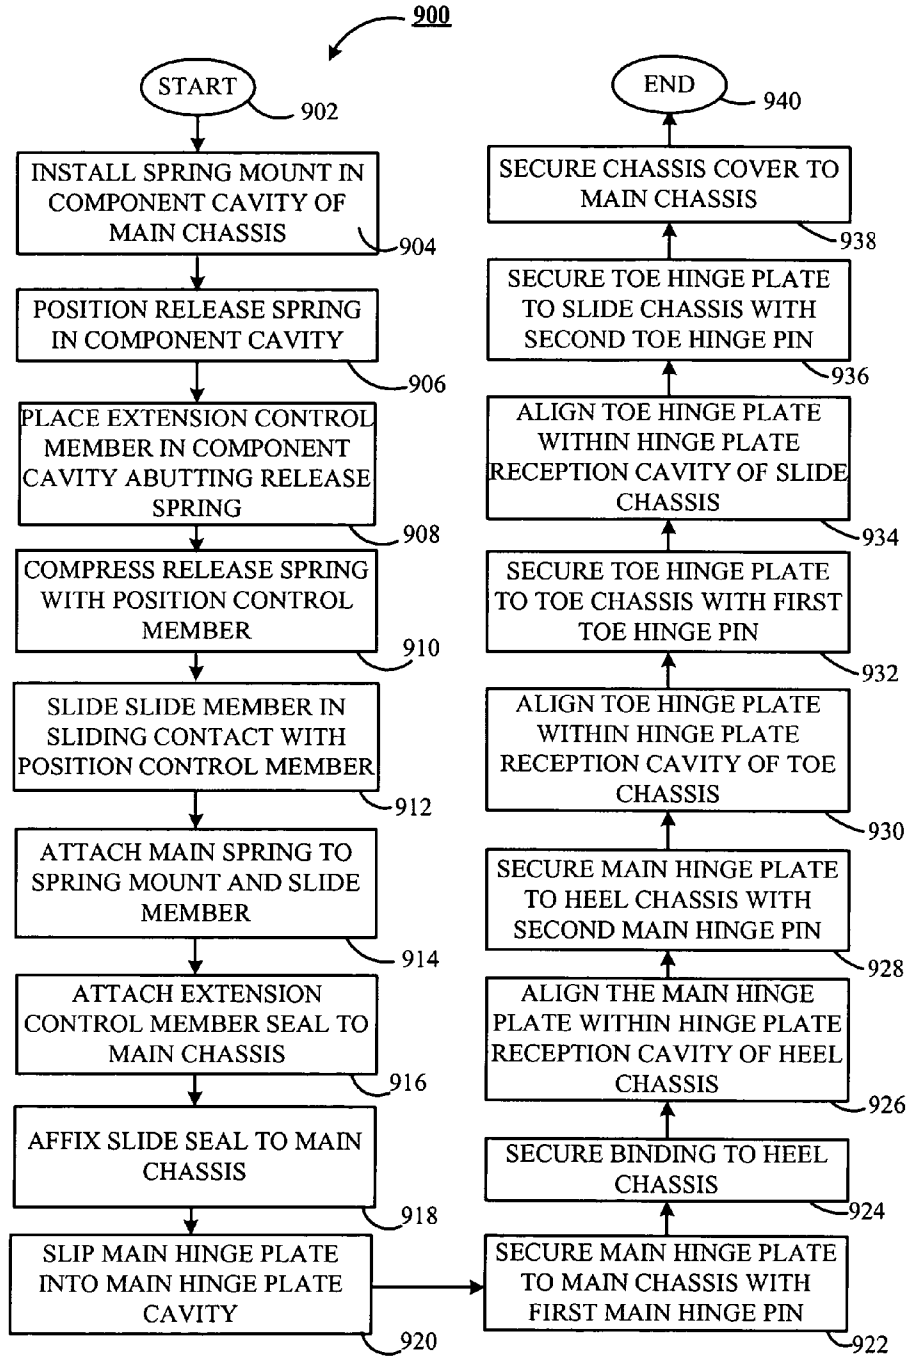 900
START
902
INSTALL SPRING MOUNT IN
COMPONENT CAVITY OF
MAIN CHASSIS
904
POSITION RELEASE SPRING
IN COMPONENT CAVITY
906
PLACE EXTENSION CONTROL
MEMBER IN COMPONENT
CAVITY ABUTTING RELEASE
SPRING
908
COMPRESS RELEASE SPRING
WITH POSITION CONTROL
MEMBER
910
SLIDE SLIDE MEMBER IN
SLIDING CONTACT WITH
POSITION CONTROL MEMBER
912
ATTACH MAIN SPRING TO
SPRING MOUNT AND SLIDE
MEMBER
914
ATTACH EXTENSION
CONTROL MEMBER SEAL TO
MAIN CHASSIS
916
AFFIX SLIDE SEAL TO MAIN
CHASSIS
918
SLIP MAIN HINGE PLATE
INTO MAIN HINGE PLATE
CAVITY
920
SECURE MAIN HINGE PLATE
TO MAIN CHASSIS WITH
FIRST MAIN HINGE PIN
922
SECURE BINDING TO HEEL
CHASSIS
924
ALIGN THE MAIN HINGE
PLATE WITHIN HINGE PLATE
RECEPTION CAVITY OF HEEL
CHASSIS
926
SECURE MAIN HINGE PLATE
TO HEEL CHASSIS WITH
SECOND MAIN HINGE PIN
928
ALIGN TOE HINGE PLATE
WITHIN HINGE PLATE
RECEPTION CAVITY OF TOE
CHASSIS
930
SECURE TOE HINGE PLATE
TO TOE CHASSIS WITH FIRST
TOE HINGE PIN
932
ALIGN TOE HINGE PLATE
WITHIN HINGE PLATE
RECEPTION CAVITY OF SLIDE
CHASSIS
934
SECURE TOE HINGE PLATE
TO SLIDE CHASSIS WITH
SECOND TOE HINGE PIN
936
SECURE CHASSIS COVER TO
MAIN CHASSIS
938
END
940